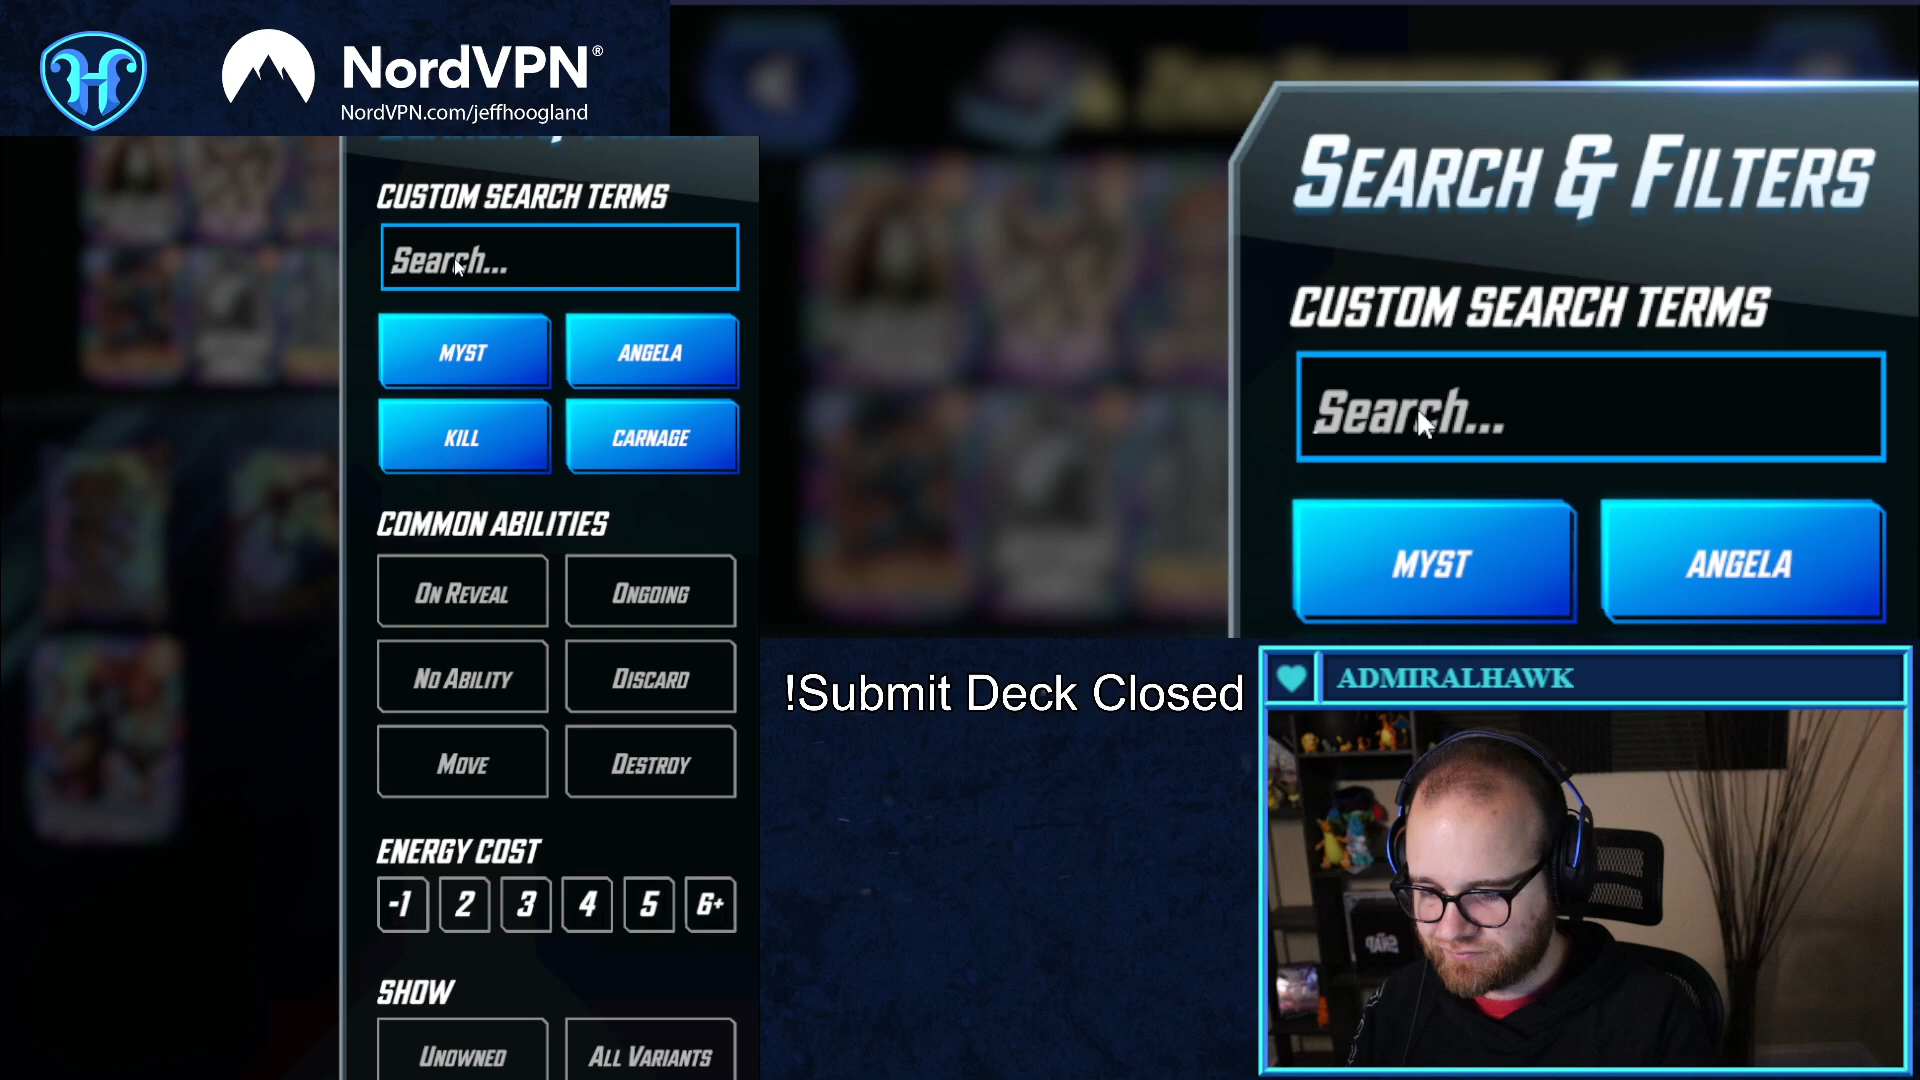 NordVPN®
NordVPN.com/jeffhoogland
CUSTOM SEARCH TERMS
Search...
MYST
ANGELA
KILL
CARNAGE
COMMON ABILITIES
ON REVEAL
ONGOING
NO ABILITY
DISCARD
MOVE
DESTROY
ENERGY COST
-1 2 3 4 5 6+
SHOW
UNOWNED
ALL VARIANTS
SEARCH & FILTERS
CUSTOM SEARCH TERMS
Search...
MYST
ANGELA
!Submit Deck Closed
ADMIRALHAWK
SNAP